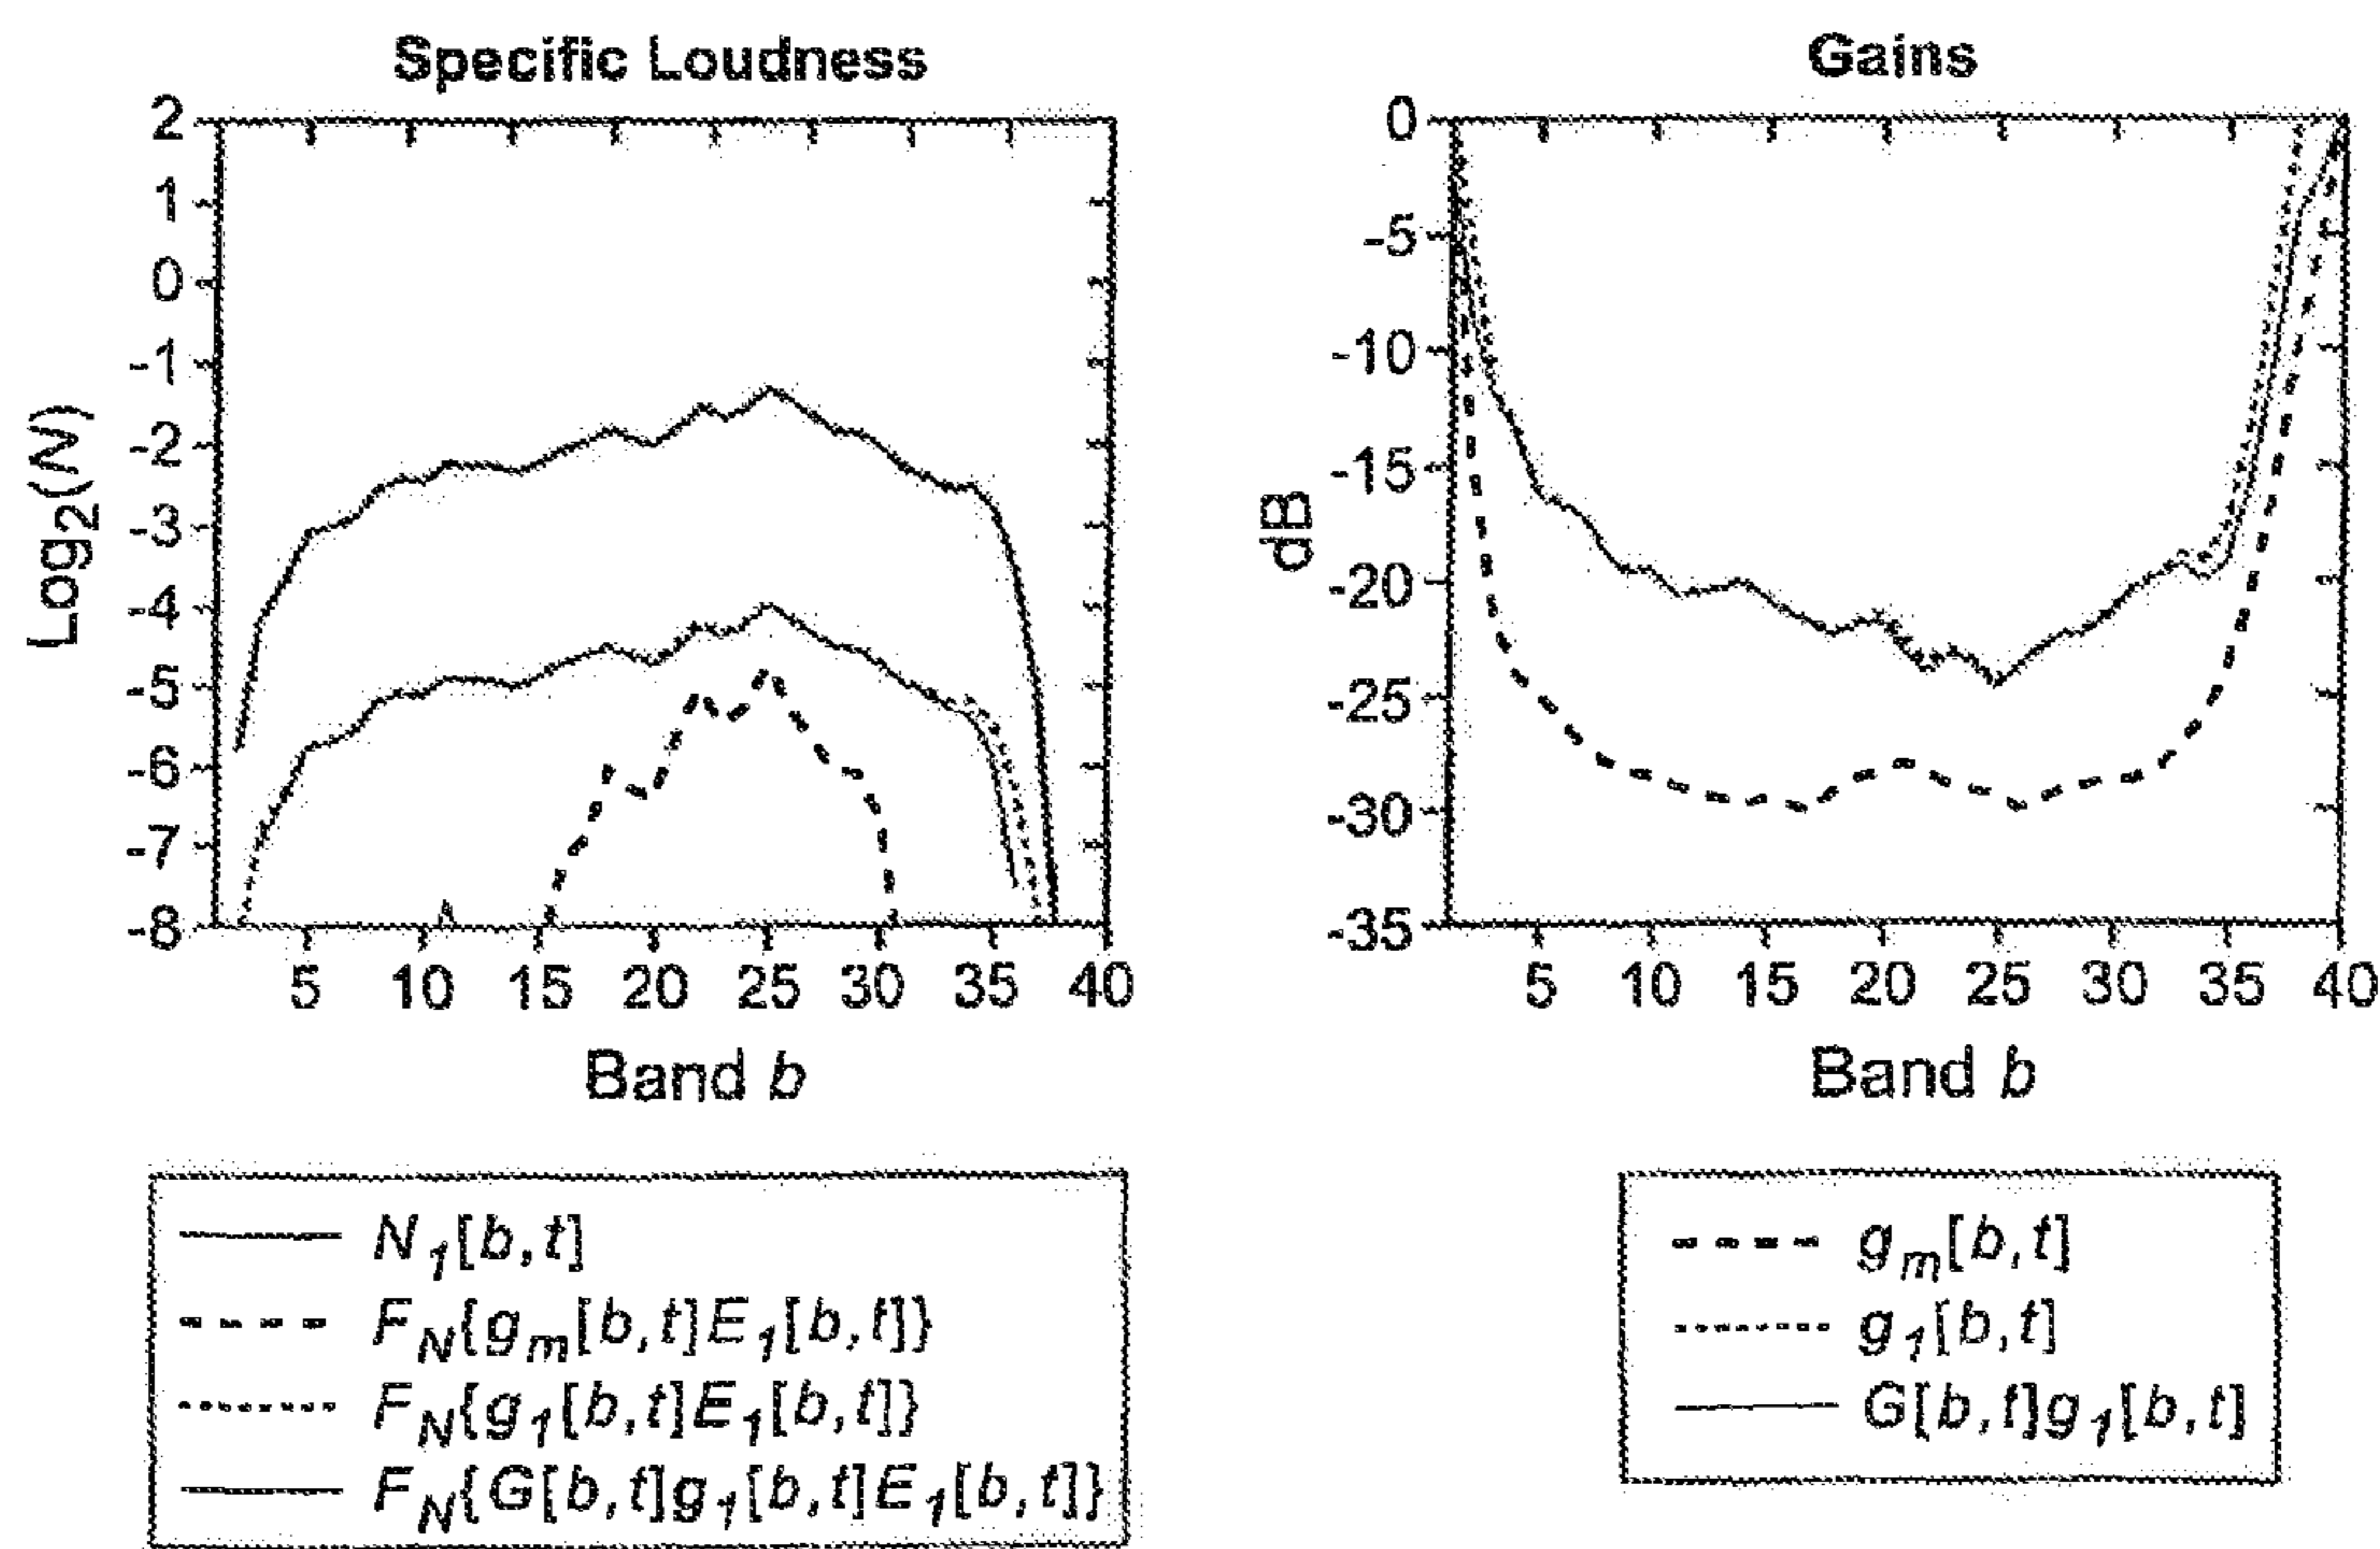 Specific Loudness
2
1
0
-1
-2
-3
-4
-5
-6
-7
-8
Log2(N)
5 10 15 20 25 30 35 40
Band b
N1[b,t]
FN{gm[b,t]E1[b,t]}
FN{g1[b,t]E1[b,t]}
FN{G[b,t]g1[b,t]E1[b,t]}
Gains
0
-5
-10
-15
-20
-25
-30
-35
dB
5 10 15 20 25 30 35 40
Band b
gm[b,t]
g1[b,t]
G[b,t]g1[b,t]